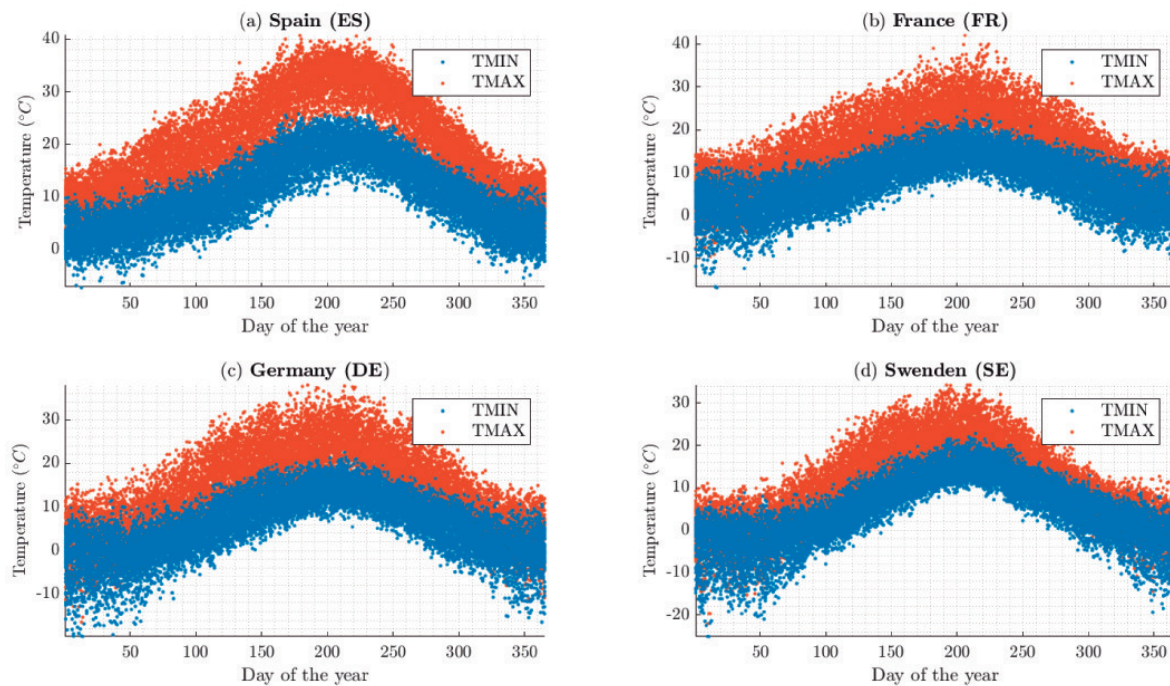 (a) Spain (ES)
40
30
20
10
0
Temperature (°C)
TMIN
TMAX
50 100 150 200 250 300 350
Day of the year
(b) France (FR)
40
30
20
10
0
-10
Temperature (°C)
TMIN
TMAX
50 100 150 200 250 300 350
Day of the year
(c) Germany (DE)
30
20
10
0
-10
Temperature (°C)
TMIN
TMAX
50 100 150 200 250 300 350
Day of the year
(d) Swenden (SE)
30
20
10
0
-10
-20
Temperature (°C)
TMIN
TMAX
50 100 150 200 250 300 350
Day of the year